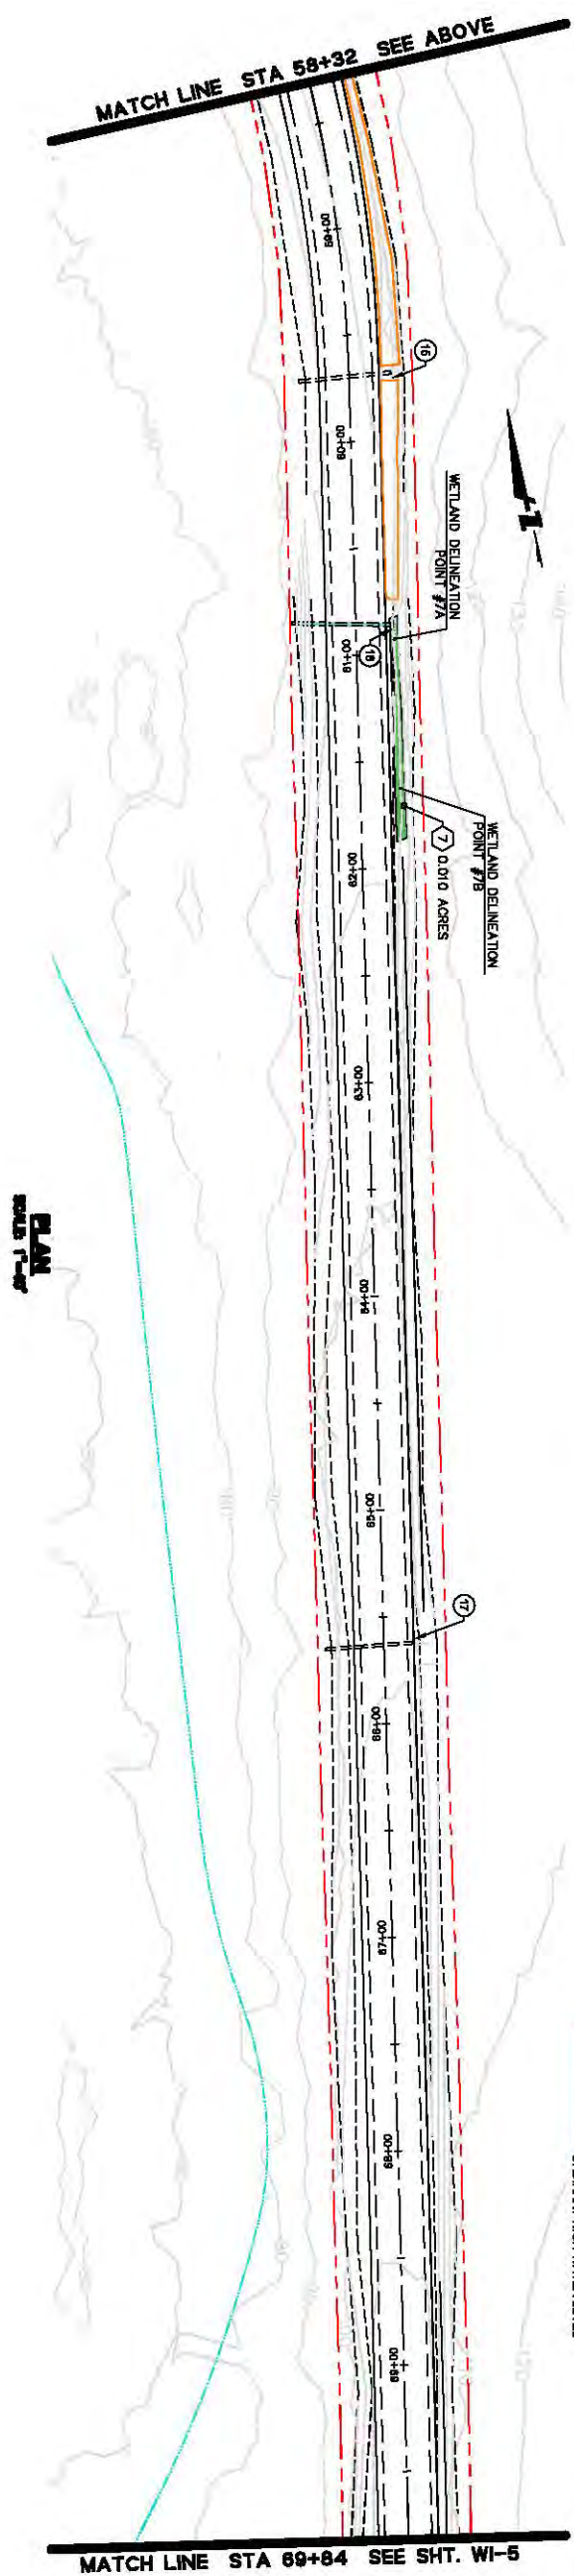 MATCH LINE STA 58+32 SEE ABOVE
59+00
16
60+00
WETLAND DELINEATION
POINT #7A
18
61+00
WETLAND DELINEATION
POINT #7B
7 0.010 ACRES
62+00
63+00
PLAN
64+00
65+00
17
66+00
67+00
68+00
69+00
MATCH LINE STA 69+84 SEE SHT. WI-5